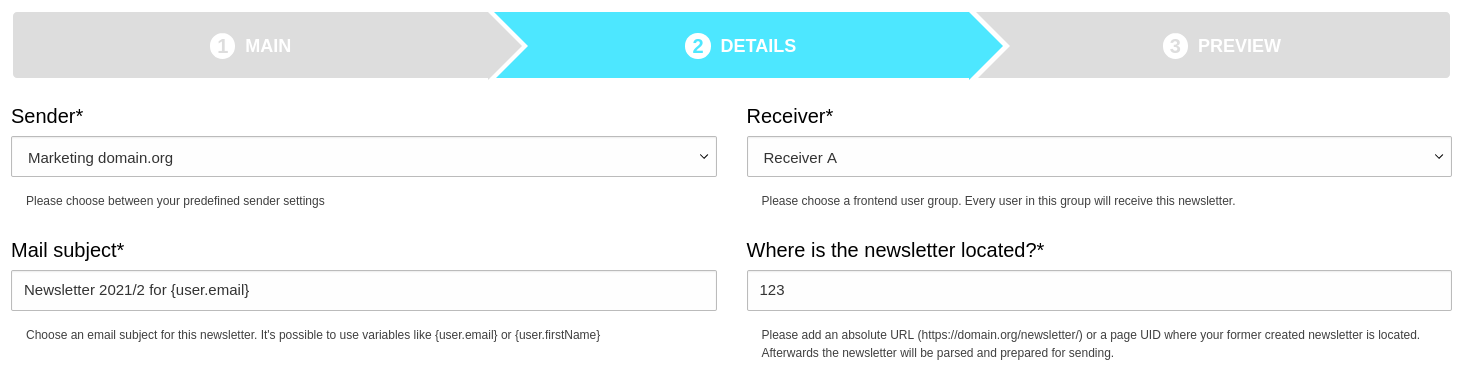 1 MAIN
2 DETAILS
3 PREVIEW
Sender*
Marketing domain.org
Please choose between your predefined sender settings
Receiver*
Receiver A
Please choose a frontend user group. Every user in this group will receive this newsletter.
Mail subject*
Newsletter 2021/2 for {user.email}
Choose an email subject for this newsletter. It's possible to use variables like {user.email} or {user.firstName}
Where is the newsletter located?*
123
Please add an absolute URL (https://domain.org/newsletter/) or a page UID where your former created newsletter is located.
Afterwards the newsletter will be parsed and prepared for sending.